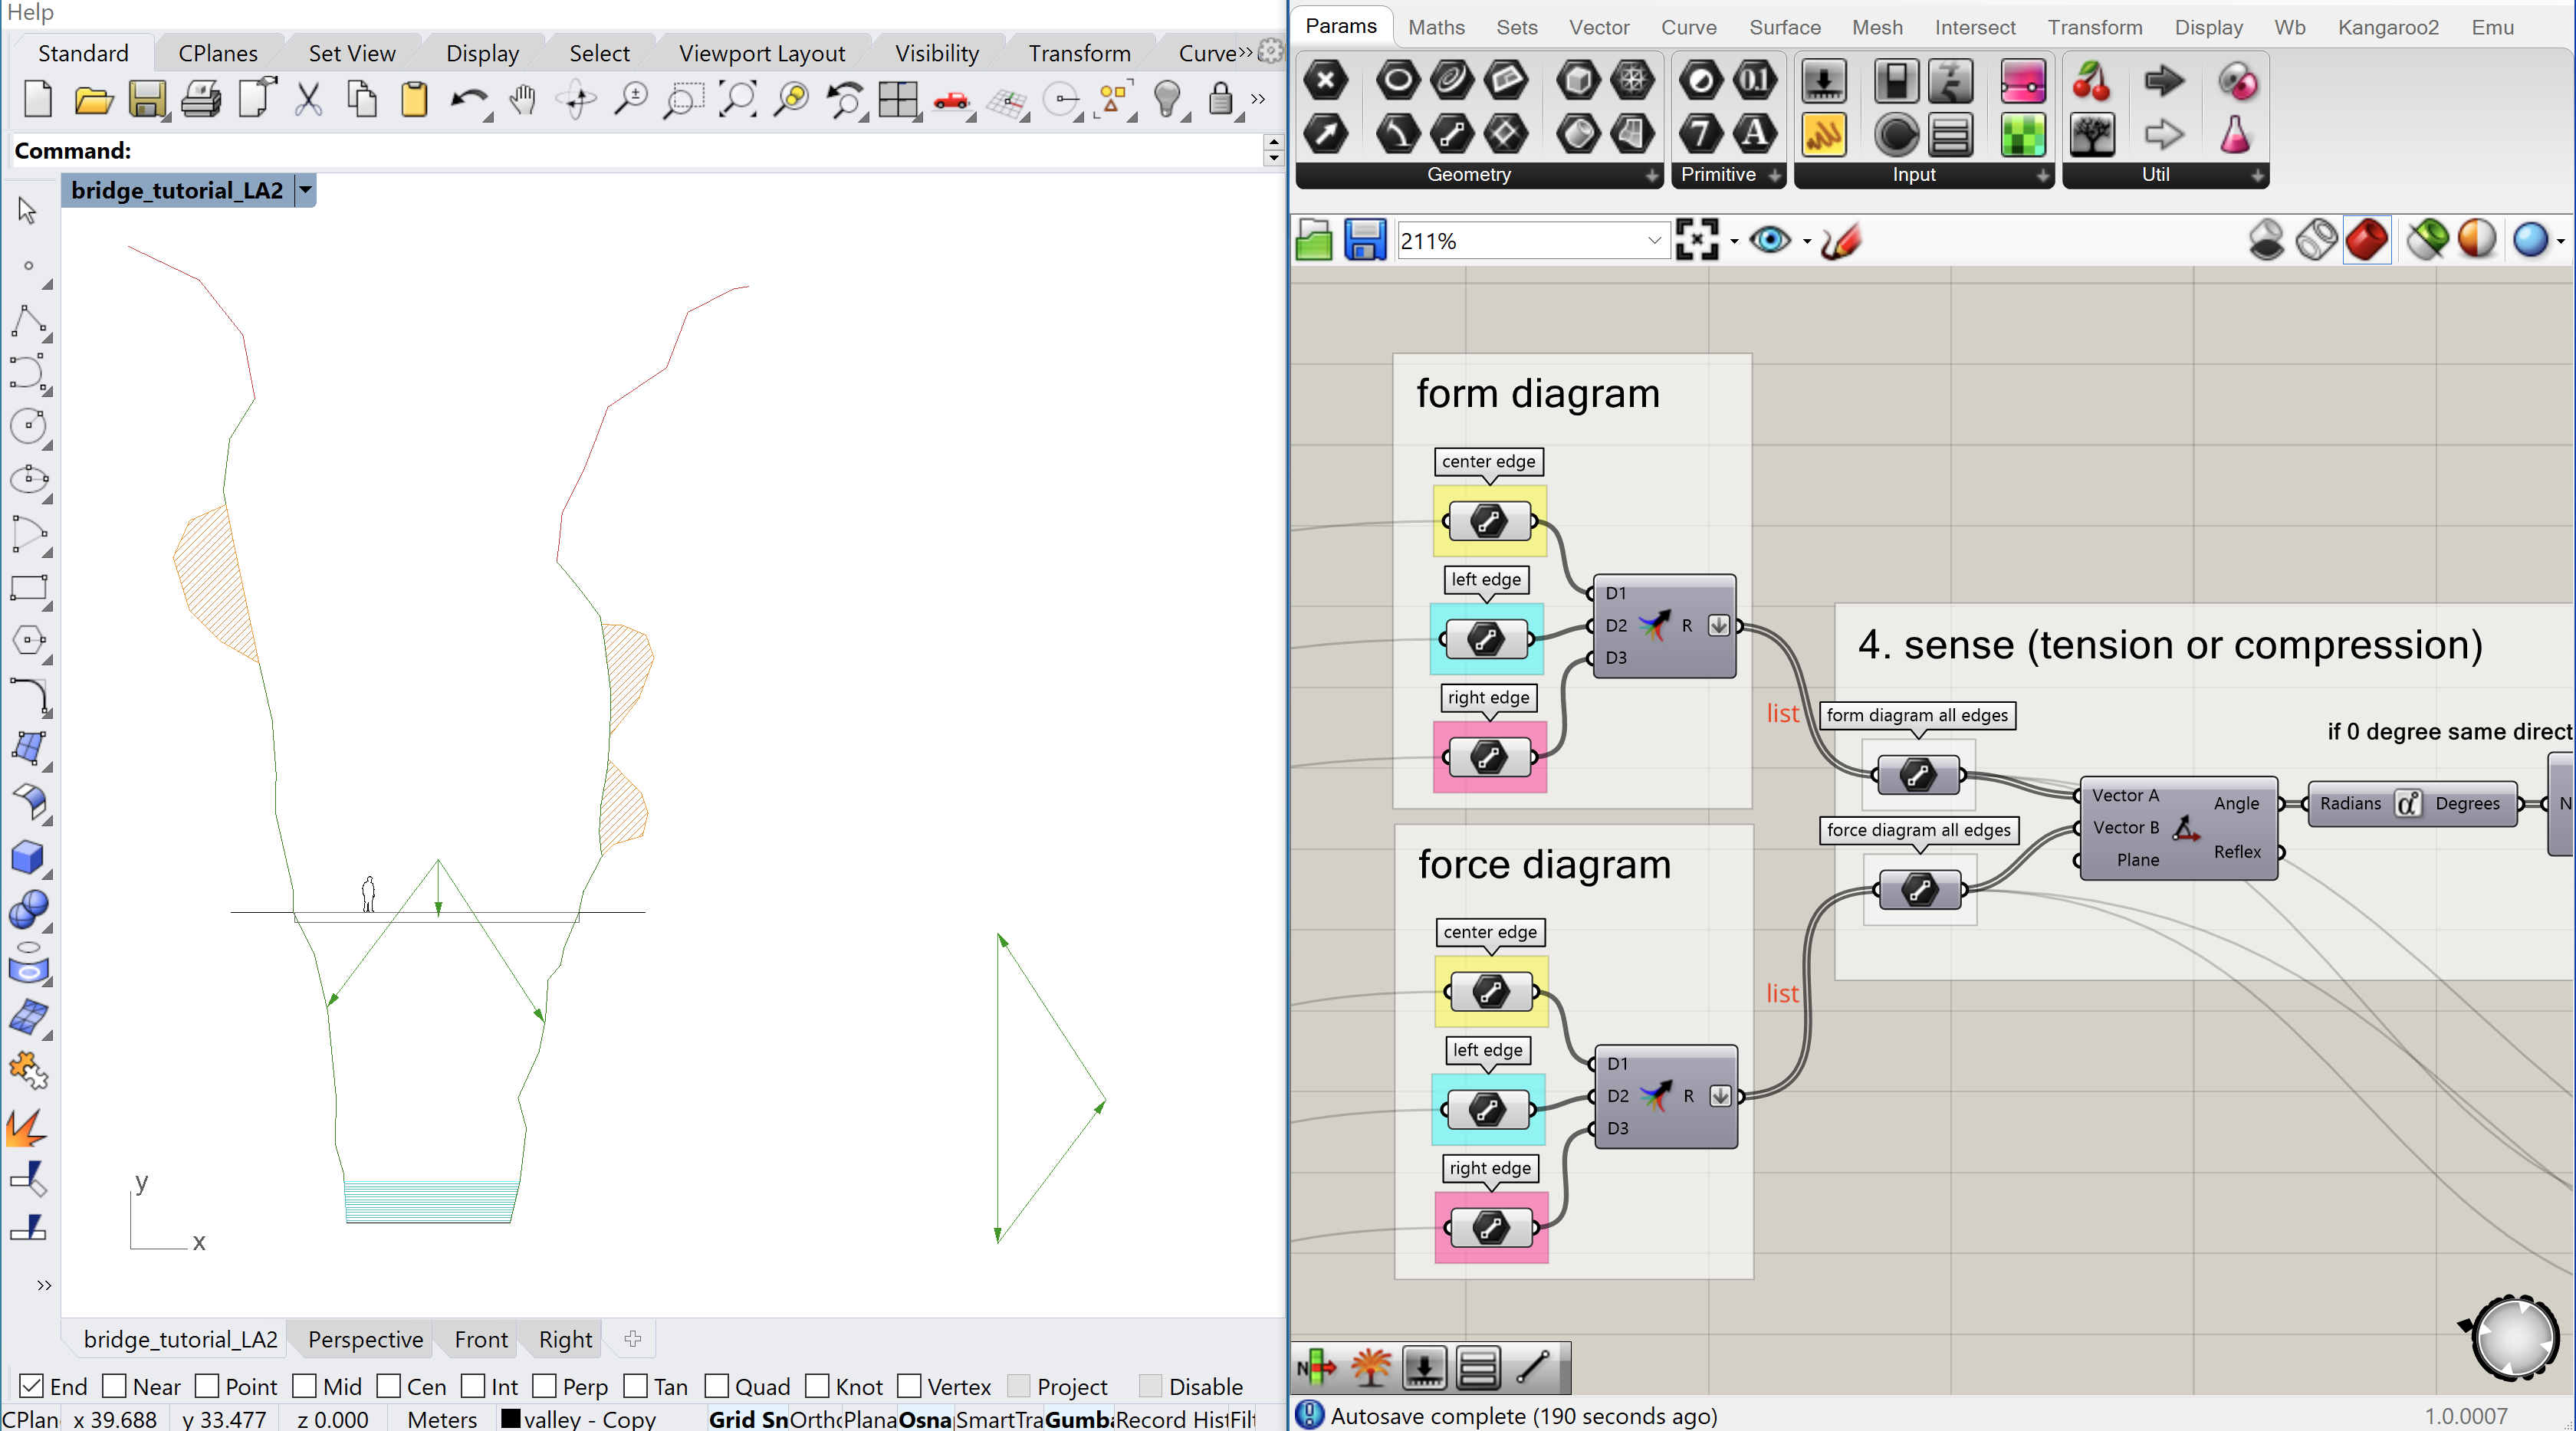 Help
Standard CPlanes Set View Display Select Viewport Layout Visibility Transform Curve
Command:
bridge_tutorial_LA2
y
x
bridge_tutorial_LA2 Perspective Front Right
End Near Point Mid Cen Int Perp Tan Quad Knot Vertex Project Disable
CPlan x 39.688 y 33.477 z 0.000 Meters valley - Copy Grid Sn Ortho Plana Osna SmartTra Gumba Record Hist Filt
Params Maths Sets Vector Curve Surface Mesh Intersect Transform Display Wb Kangaroo2 Emu
Geometry Primitive Input Util
211%
form diagram
center edge
left edge
right edge
D1
D2
D3
R
list
force diagram
center edge
left edge
right edge
D1
D2
D3
R
list
4. sense (tension or compression)
form diagram all edges
force diagram all edges
if 0 degree same direct
Vector A
Vector B
Plane
Angle
Reflex
Radians Degrees
N
Autosave complete (190 seconds ago)
1.0.0007